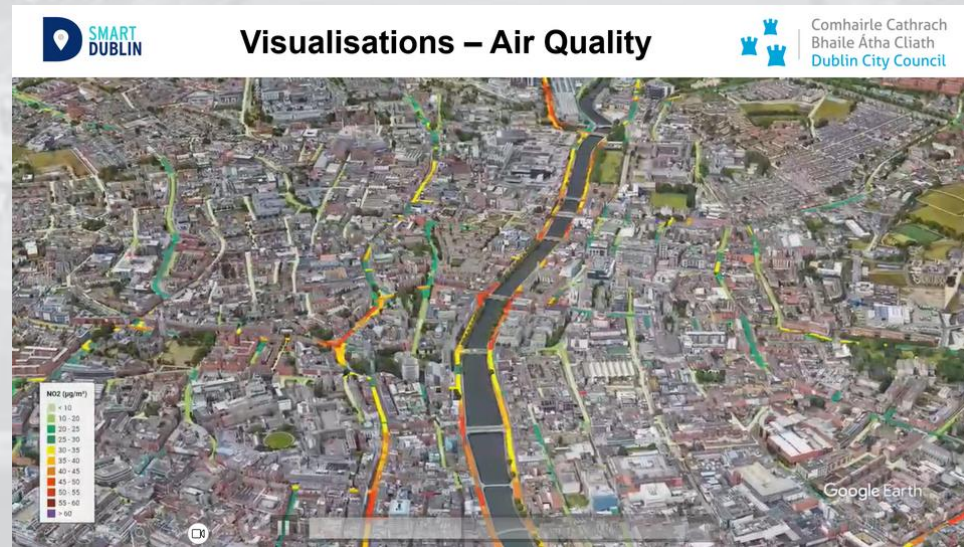 SMART
DUBLIN
Visualisations – Air Quality
Comhairle Cathrach
Bhaile Átha Cliath
Dublin City Council
NO2 (µg/m³)
< 10
10 - 20
20 - 25
25 - 30
30 - 35
35 - 40
40 - 45
45 - 50
50 - 55
55 - 60
> 60
Google Earth